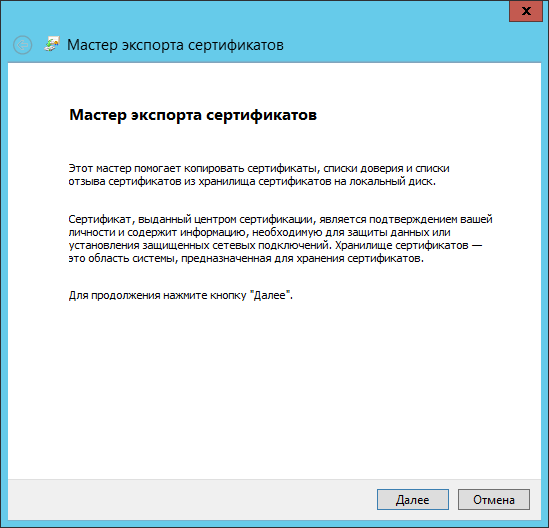 x
Мастер экспорта сертификатов
Мастер экспорта сертификатов
Этот мастер помогает копировать сертификаты, списки доверия и списки
отзыва сертификатов из хранилища сертификатов на локальный диск.
Сертификат, выданный центром сертификации, является подтверждением вашей
личности и содержит информацию, необходимую для защиты данных или
установления защищенных сетевых подключений. Хранилище сертификатов —
это область системы, предназначенная для хранения сертификатов.
Для продолжения нажмите кнопку "Далее".
Далее
Отмена